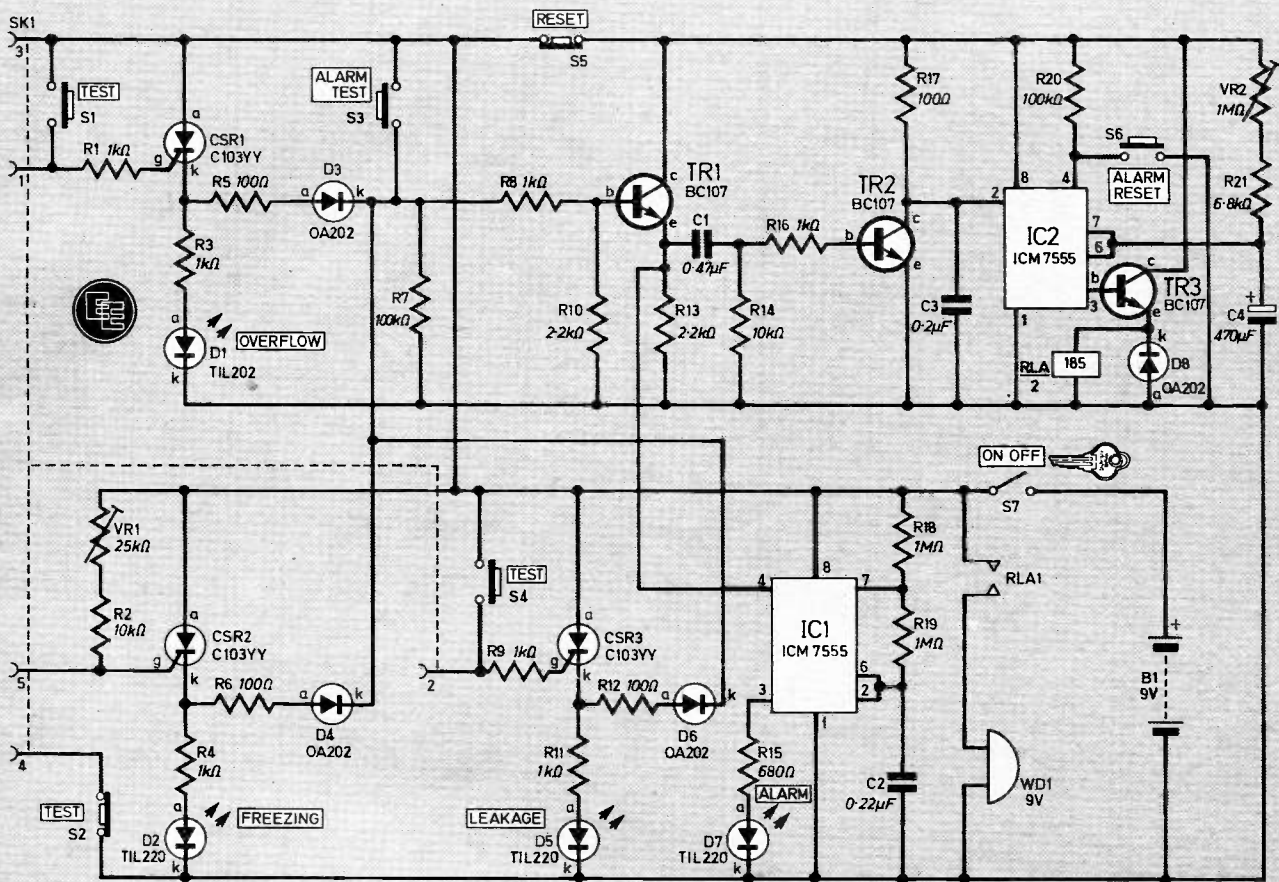 SK1
3
TEST
S1
R1 1kΩ
1
g
a
k
CSR1
C103YY
R5 100Ω
a
D3
k
OA202
ALARM TEST
S3
R3
1kΩ
a
D1
TIL202
k
OVERFLOW
EE
R7
100kΩ
R8 1kΩ
R10
2·2kΩ
RESET
S5
b
c
e
TR1
BC107
C1
0·47μF
R13
2·2kΩ
R14
10kΩ
R16 1kΩ
TR2
BC107
b
c
e
R17
100Ω
C3
0·2μF
2
8
4
IC2
ICM 7555
7
6
3
1
R20
100kΩ
S6
ALARM RESET
VR2
1MΩ
R21
6·8kΩ
b
c
e
TR3
BC107
RLA
2
185
k
D8
OA202
a
+
C4
470μF
VR1
25kΩ
R2
10kΩ
5
4
TEST
S2
a
g
k
CSR2
C103YY
R6 100Ω
a
D4
k
OA202
R4
1kΩ
a
D2
TIL220
k
FREEZING
TEST
S4
2
R9 1kΩ
a
g
k
CSR3
C103YY
R12 100Ω
a
D6
k
OA202
R11
1kΩ
LEAKAGE
a
D5
TIL220
k
4
8
7
IC1
ICM 7555
6
2
3
1
R15
680Ω
ALARM
a
D7
TIL220
k
R18
1MΩ
R19
1MΩ
C2
0·22μF
ON OFF
S7
RLA1
WD1
9V
+
B1
9V